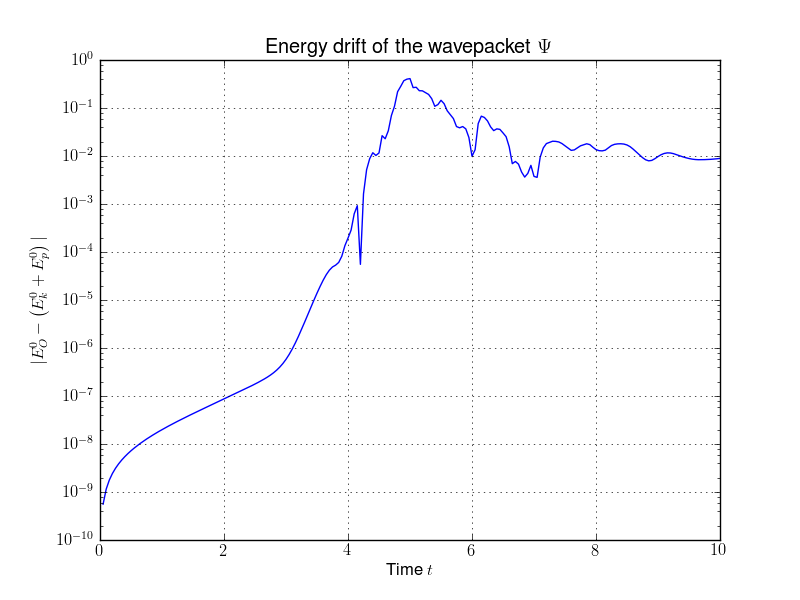 Energy drift of the wavepacket Ψ
10⁰
10⁻¹
10⁻²
10⁻³
10⁻⁴
10⁻⁵
10⁻⁶
10⁻⁷
10⁻⁸
10⁻⁹
10⁻¹⁰
|E_O^0 − (E_k^0 + E_p^0) |
0 2 4 6 8 10
Time t